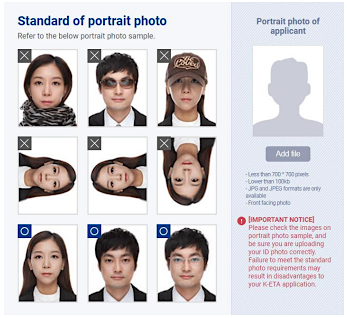 Standard of portrait photo
Refer to the below portrait photo sample.
Portrait photo of
applicant
Add file
- Less than 700 * 700 pixels
- Lower than 100kb
- JPG and JPEG formats are only
available
- Front facing photo
[IMPORTANT NOTICE]
Please check the images on
portrait photo sample, and
be sure you are uploading
your ID photo correctly.
Failure to meet the standard
photo requirements may
result in disadvantages to
your K-ETA application.